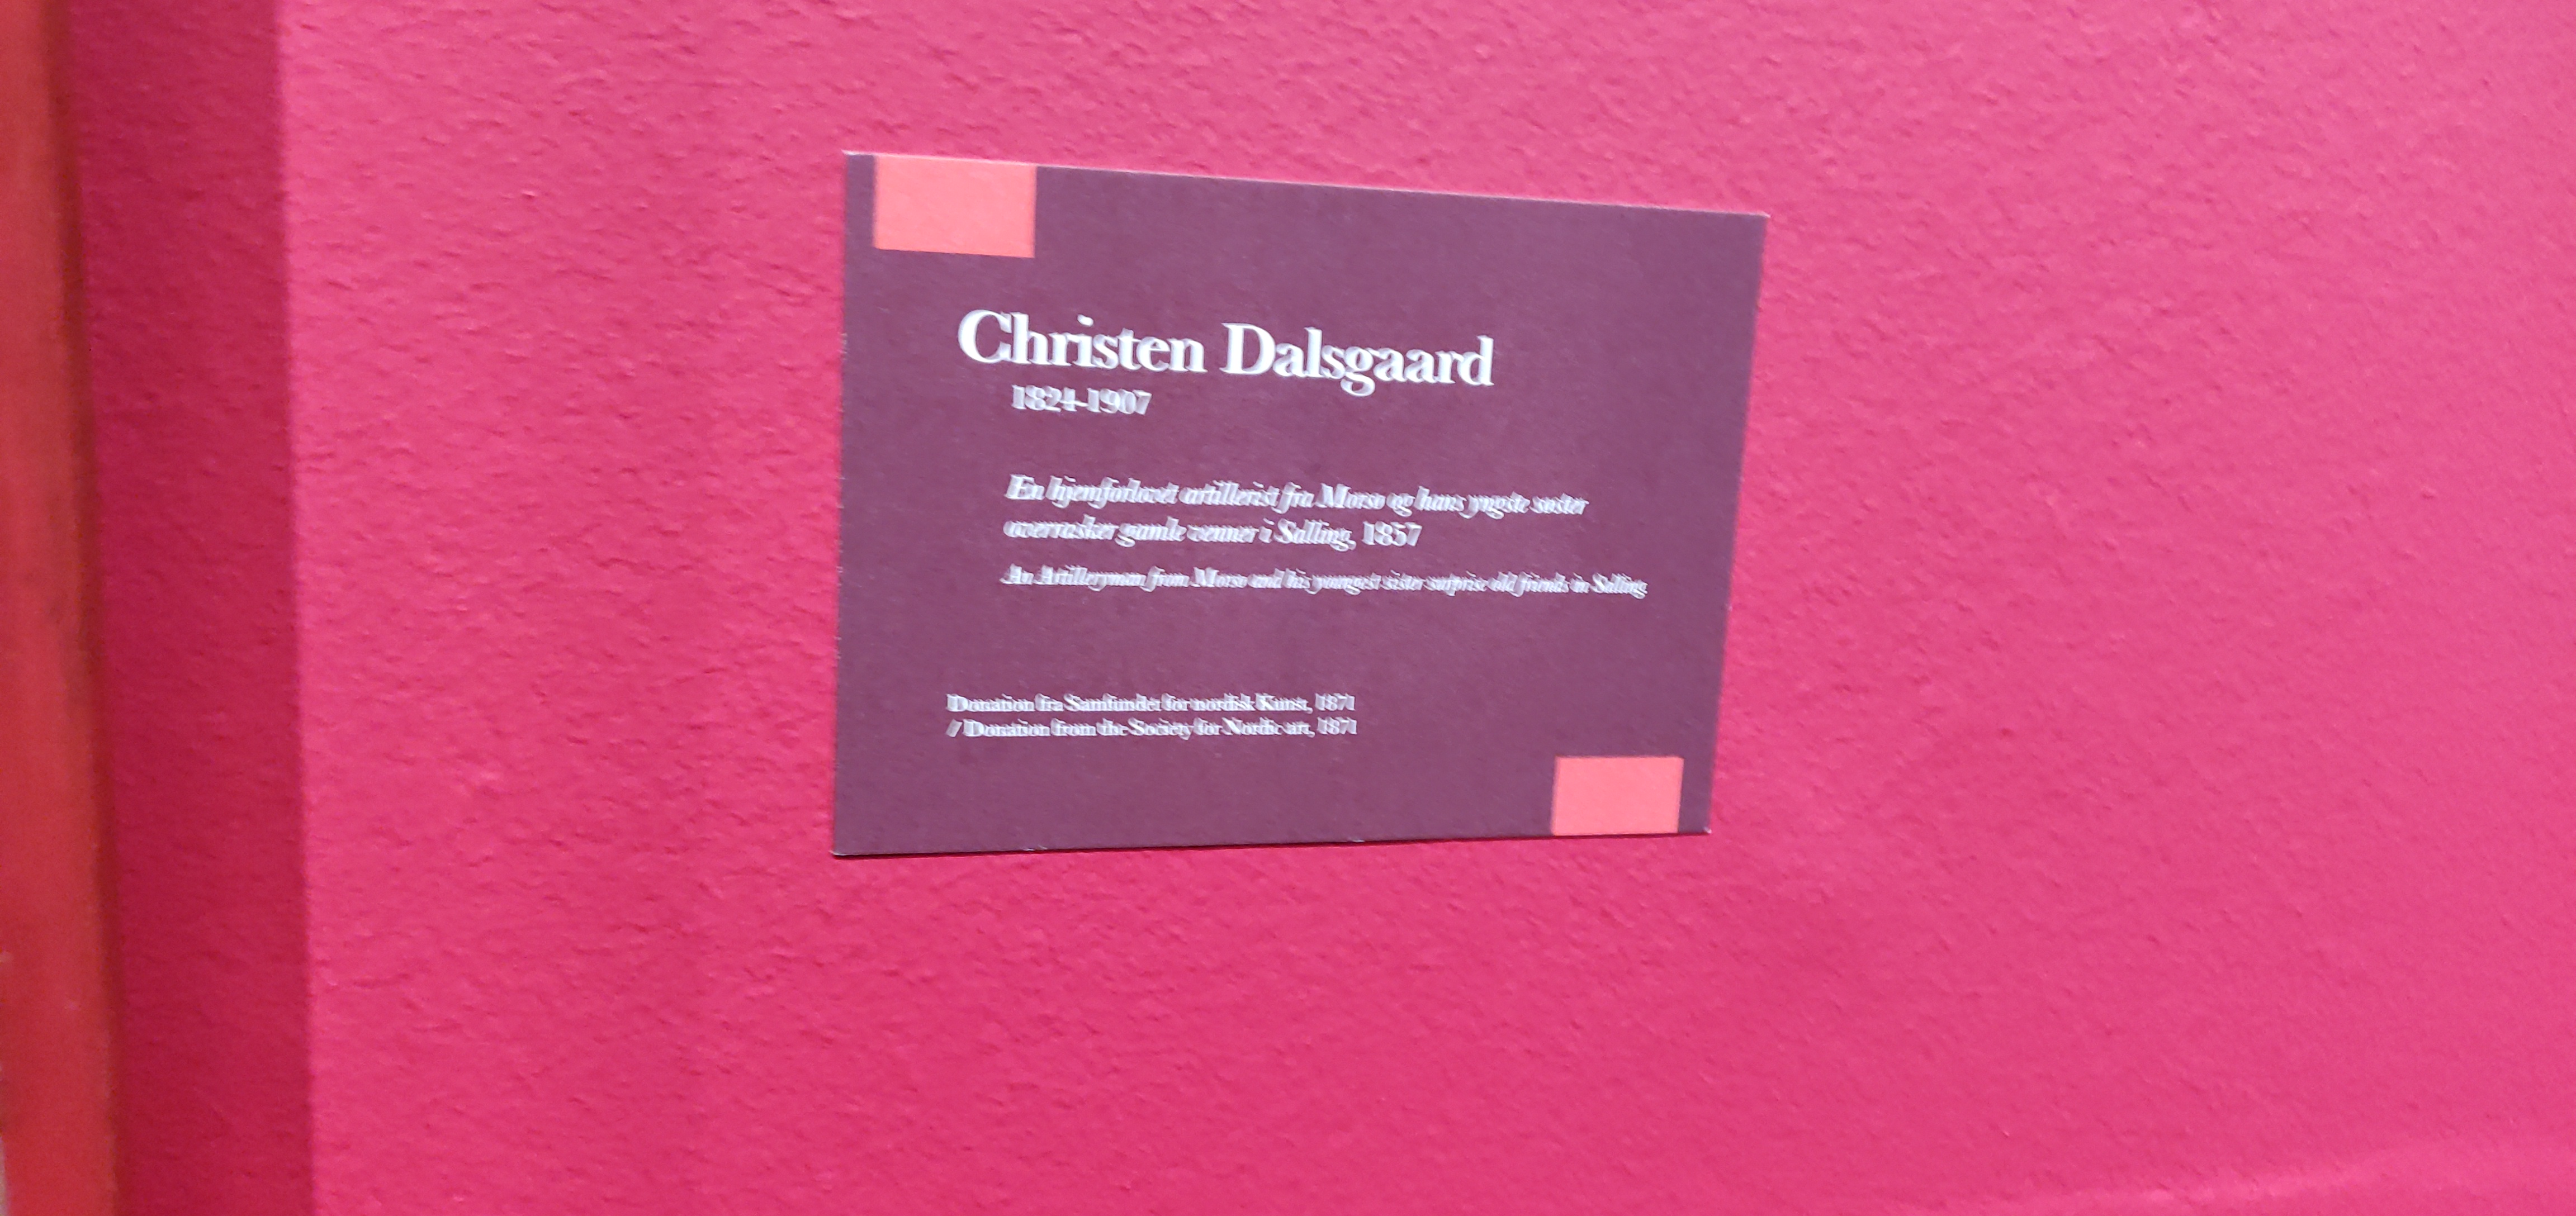 Christen Dalsgaard
1824-1907
En hjemforlovet artillerist fra Morsø og hans yngste søster
overrasker gamle venner i Salling, 1857
An Artilleryman from Morsø and his youngest sister surprise old friends in Salling
Donation fra Samfundet for nordisk Kunst, 1871
/ Donation from the Society for Nordic art, 1871